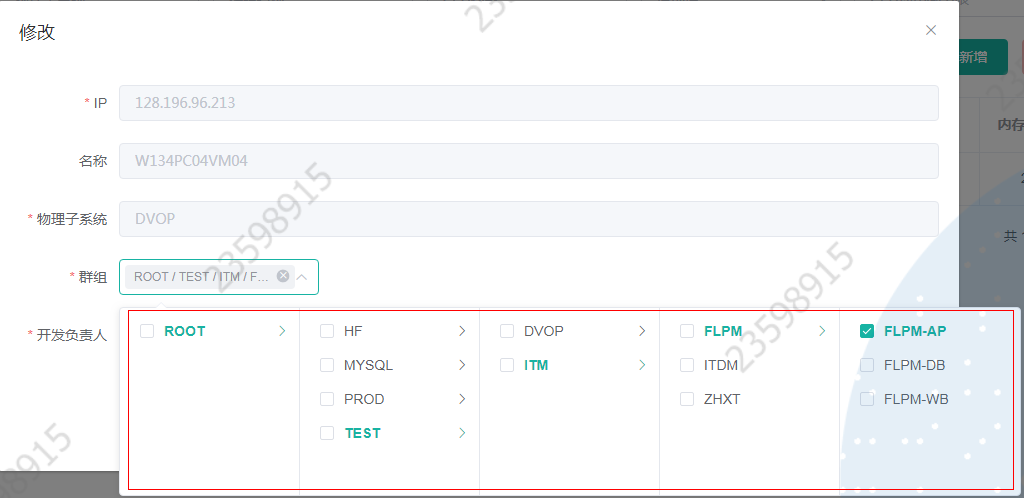 修改
新增
* IP
128.196.96.213
内存
名称
W134PC04VM04
* 物理子系统
DVOP
共 1
* 群组
ROOT / TEST / ITM / F...
* 开发负责人
ROOT
HF
DVOP
FLPM
FLPM-AP
MYSQL
ITM
ITDM
FLPM-DB
PROD
ZHXT
FLPM-WB
TEST
23598915
23598915
23598915